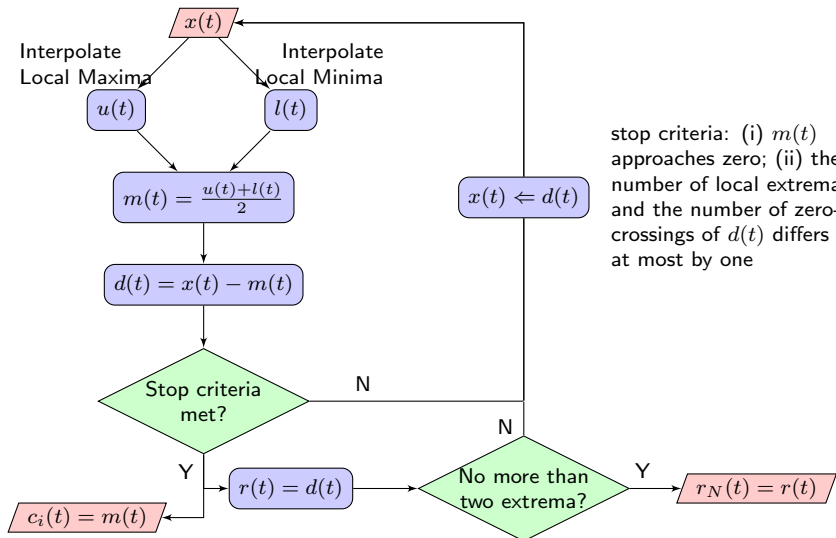 x(t)
Interpolate
Local Maxima
Interpolate
Local Minima
u(t)
l(t)
m(t) = \frac{u(t)+l(t)}{2}
x(t) ⇐ d(t)
stop criteria: (i) m(t)
approaches zero; (ii) the
number of local extrema
and the number of zero-
crossings of d(t) differs
at most by one
d(t) = x(t) − m(t)
Stop criteria
met?
N
N
Y
r(t) = d(t)
No more than
two extrema?
Y
r_N(t) = r(t)
c_i(t) = m(t)